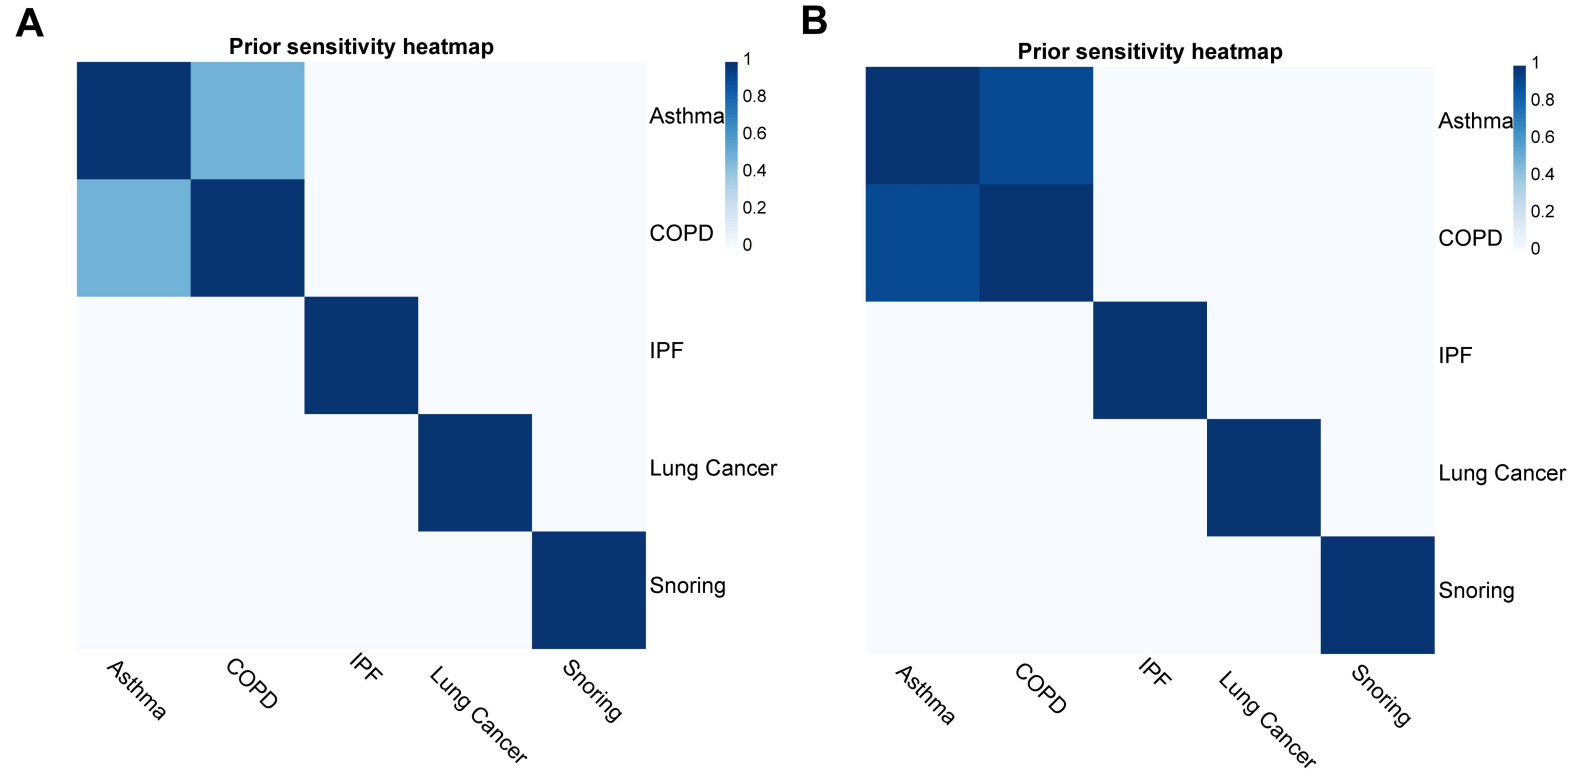 A
Prior sensitivity heatmap
1
0.8
0.6
0.4
0.2
0
Asthma
COPD
IPF
Lung Cancer
Snoring
Asthma
COPD
IPF
Lung Cancer
Snoring
B
Prior sensitivity heatmap
1
0.8
0.6
0.4
0.2
0
Asthma
COPD
IPF
Lung Cancer
Snoring
Asthma
COPD
IPF
Lung Cancer
Snoring